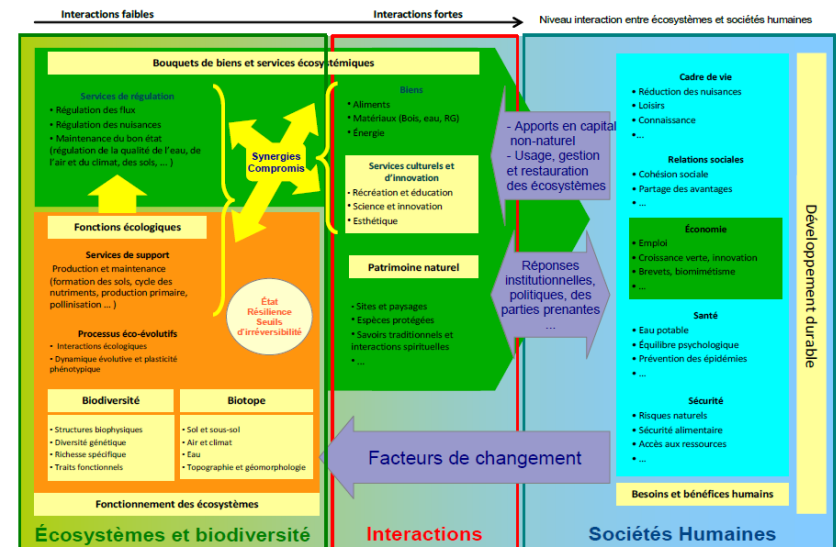 Interactions faibles
Interactions fortes
Niveau interaction entre écosystèmes et sociétés humaines
Bouquets de biens et services écosystémiques
Services de régulation
• Régulation des flux
• Régulation des nuisances
• Maintenance du bon état
(régulation de la qualité de l'eau, de
l'air et du climat, des sols, ... )
Synergies
Compromis
Biens
• Aliments
• Matériaux (Bois, eau, RG)
• Énergie
Services culturels et
d'innovation
• Récréation et éducation
• Science et innovation
• Esthétique
Patrimoine naturel
• Sites et paysages
• Espèces protégées
• Savoirs traditionnels et
interactions spirituelles
• ...
Fonctions écologiques
Services de support
Production et maintenance
(formation des sols, cycle des
nutriments, production primaire,
pollinisation ... )
Processus éco-évolutifs
• Interactions écologiques
• Dynamique évolutive et plasticité
phénotypique
État
Résilience
Seuils
d'irréversibilité
Biodiversité
• Structures biophysiques
• Diversité génétique
• Richesse spécifique
• Traits fonctionnels
Biotope
• Sol et sous-sol
• Air et climat
• Eau
• Topographie et géomorphologie
Fonctionnement des écosystèmes
- Apports en capital
non-naturel
- Usage, gestion
et restauration
des écosystèmes
Réponses
institutionnelles,
politiques, des
parties prenantes
...
Facteurs de changement
Cadre de vie
• Réduction des nuisances
• Loisirs
• Connaissance
•...
Relations sociales
• Cohésion sociale
• Partage des avantages
• ...
Économie
• Emploi
• Croissance verte, innovation
• Brevets, biomimétisme
• ...
Santé
• Eau potable
• Équilibre psychologique
• Prévention des épidémies
• ...
Sécurité
• Risques naturels
• Sécurité alimentaire
• Accès aux ressources
• ...
Besoins et bénéfices humains
Développement durable
Écosystèmes et biodiversité
Interactions
Sociétés Humaines